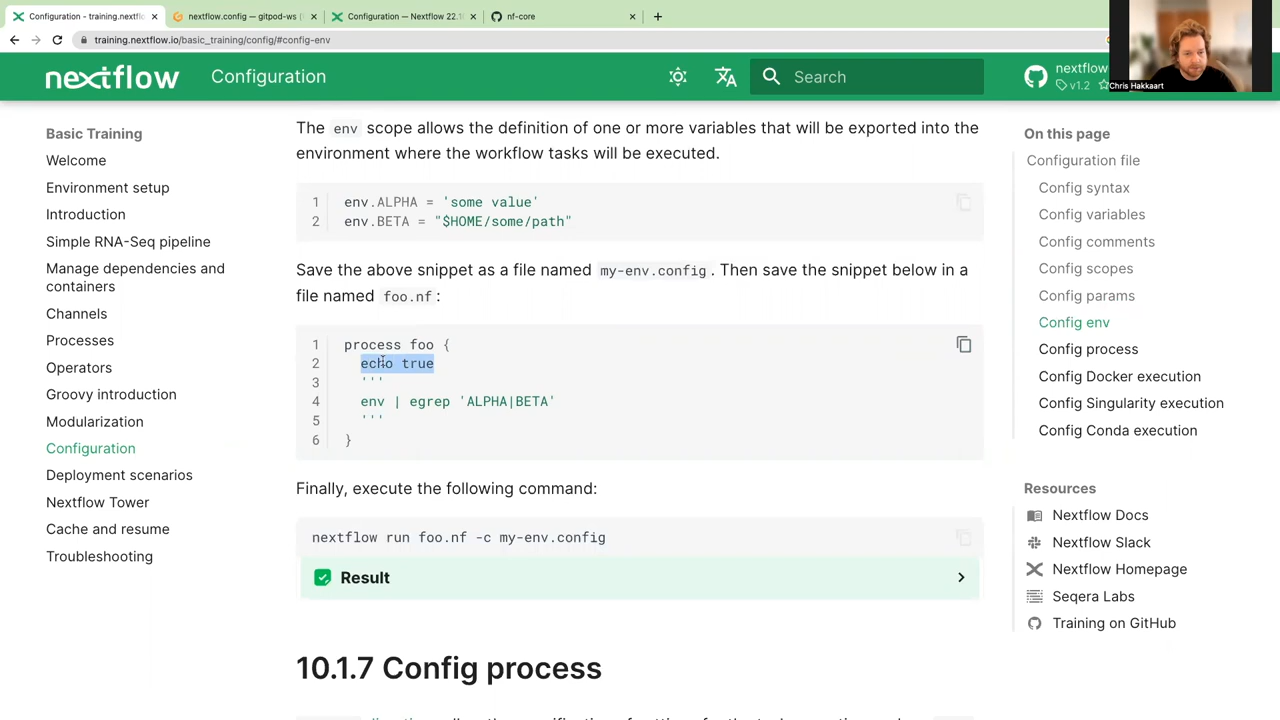 Configuration - training.nextfl
nextflow.config — gitpod-ws (
Configuration — Nextflow 22.1
nf-core
training.nextflow.io/basic_training/config/#config-env
Chris Hakkaart
nextflow
Configuration
Search
nextflow
v1.2
Basic Training
Welcome
Environment setup
Introduction
Simple RNA-Seq pipeline
Manage dependencies and
containers
Channels
Processes
Operators
Groovy introduction
Modularization
Configuration
Deployment scenarios
Nextflow Tower
Cache and resume
Troubleshooting
The env scope allows the definition of one or more variables that will be exported into the
environment where the workflow tasks will be executed.
1 env.ALPHA = 'some value'
2 env.BETA = "$HOME/some/path"
Save the above snippet as a file named my-env.config. Then save the snippet below in a
file named foo.nf:
1 process foo {
2 echo true
3 '''
4 env | egrep 'ALPHA|BETA'
5 '''
6 }
Finally, execute the following command:
nextflow run foo.nf -c my-env.config
Result
10.1.7 Config process
On this page
Configuration file
Config syntax
Config variables
Config comments
Config scopes
Config params
Config env
Config process
Config Docker execution
Config Singularity execution
Config Conda execution
Resources
Nextflow Docs
Nextflow Slack
Nextflow Homepage
Seqera Labs
Training on GitHub